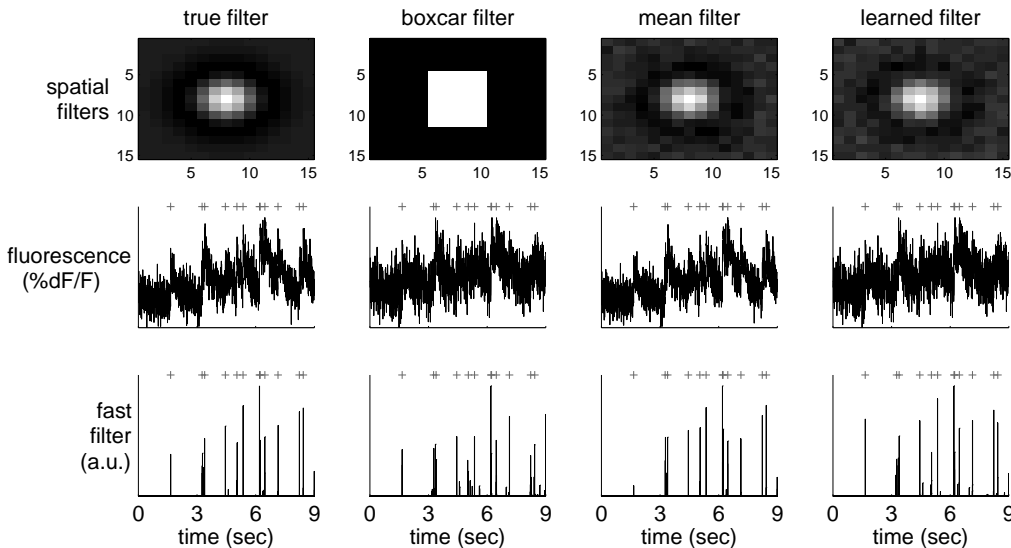 true filter boxcar filter mean filter learned filter
spatial
filters
5
10
15
5 10 15
5
10
15
5 10 15
5
10
15
5 10 15
5
10
15
5 10 15
fluorescence
(%dF/F)
fast
filter
(a.u.)
0 3 6 9
0 3 6 9
0 3 6 9
0 3 6 9
time (sec) time (sec) time (sec) time (sec)